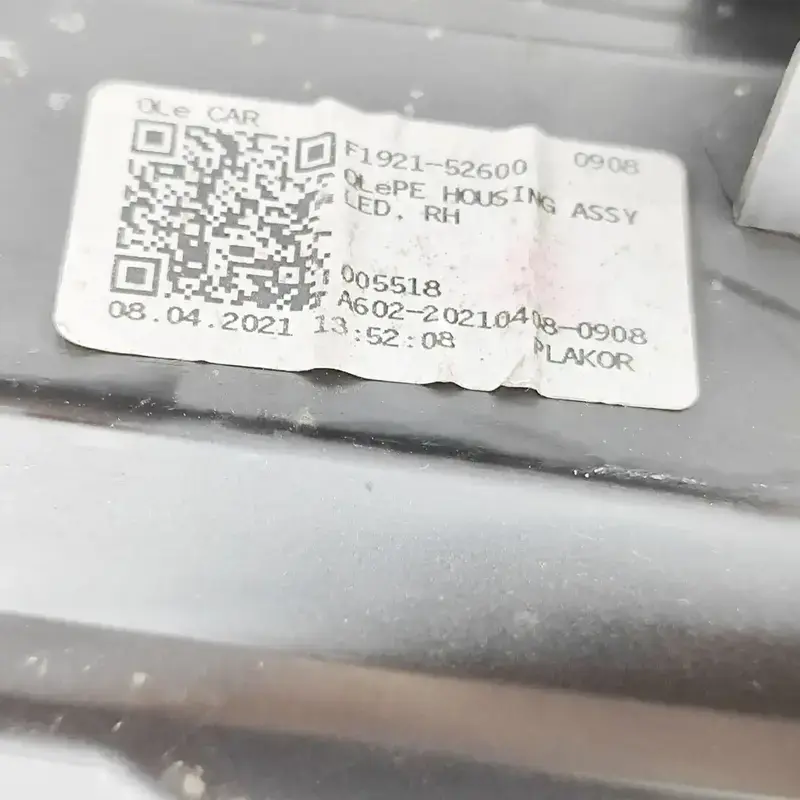 QLe CAR
F1921-52600 0908
QLePE HOUSING ASSY
LED, RH
005518
A602-20210408-0908
08.04.2021 13:52:08 PLAKOR